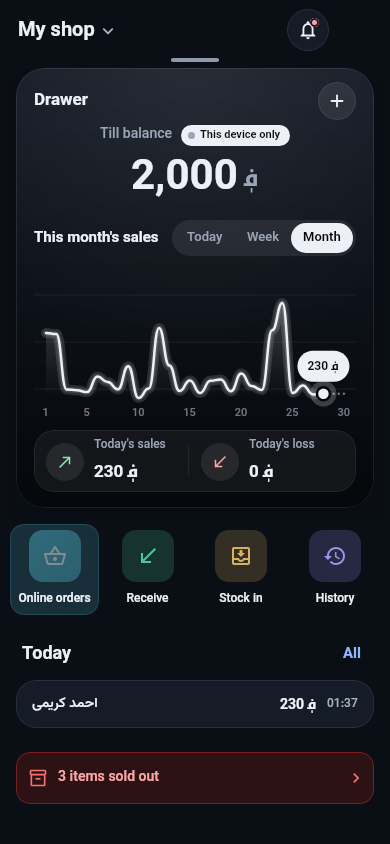 My shop
Drawer
Till balance
This device only
2,000 ؋
This month's sales
Today Week Month
230 ؋
1 5 10 15 20 25 30
Today's sales
230 ؋
Today's loss
0 ؋
Online orders
Receive
Stock in
History
Today
All
احمد کریمی
230 ؋ 01:37
3 items sold out